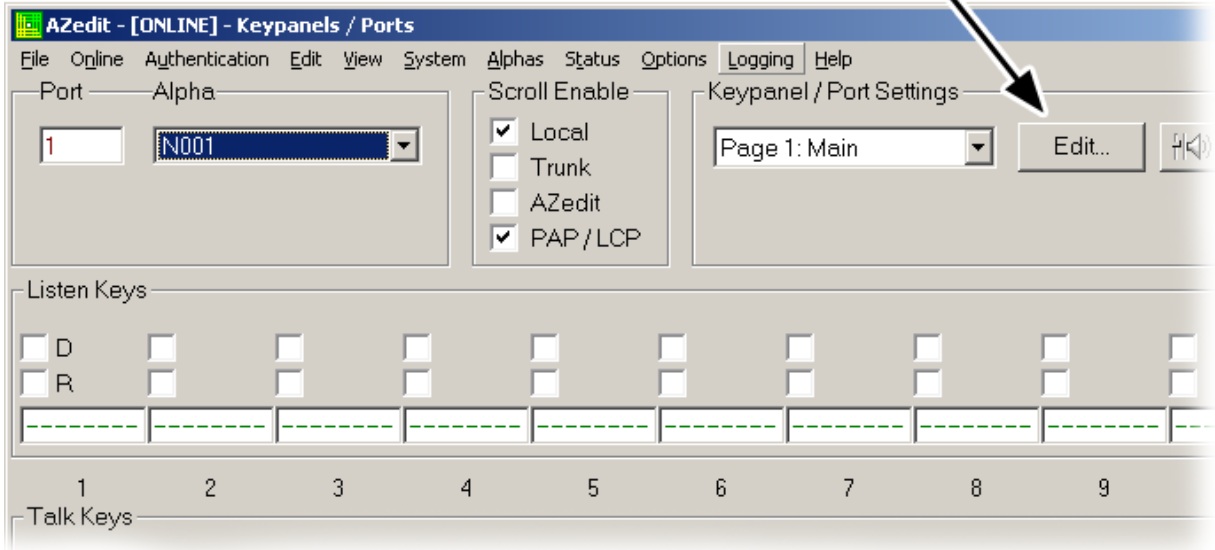 AZedit - [ONLINE] - Keypanels / Ports
File Online Authentication Edit View System Alphas Status Options Logging Help
Port Alpha Scroll Enable Keypanel / Port Settings
1 N001 Local Page 1: Main Edit...
Trunk
AZedit
PAP / LCP
Listen Keys
D
R
-------- -------- -------- -------- -------- -------- -------- -------- -------- ---
1 2 3 4 5 6 7 8 9
Talk Keys